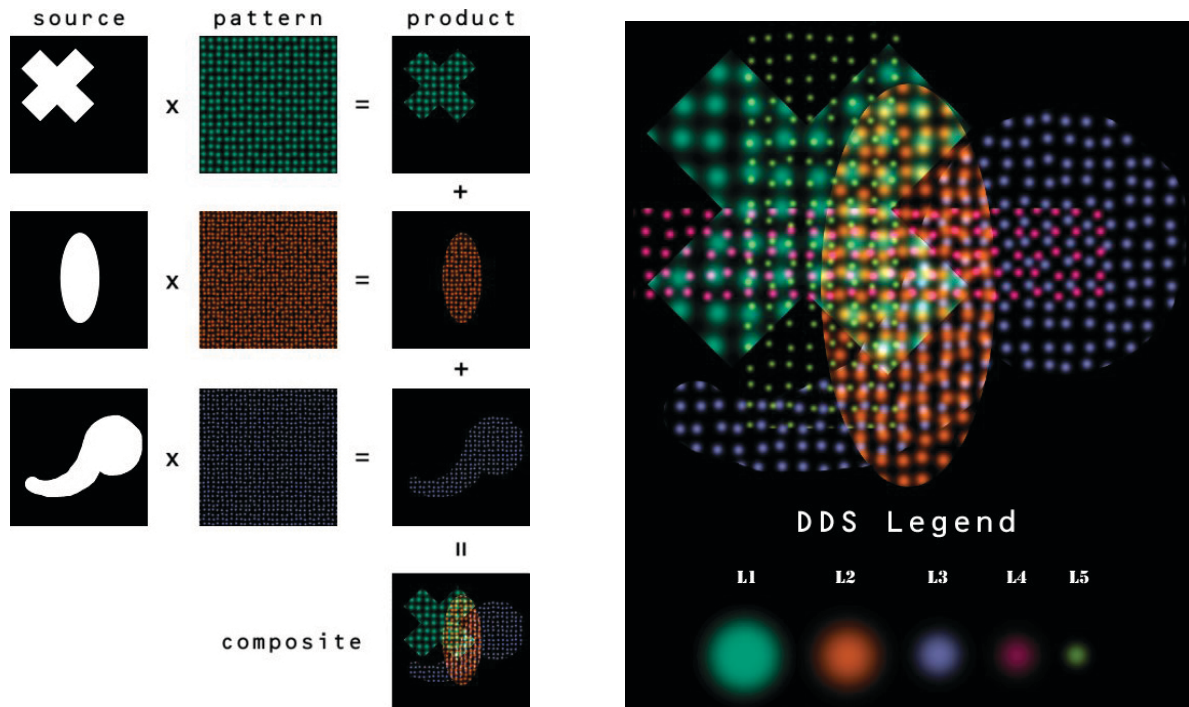 source pattern product
x =
+
x =
+
x =
=
composite
DDS Legend
L1 L2 L3 L4 L5